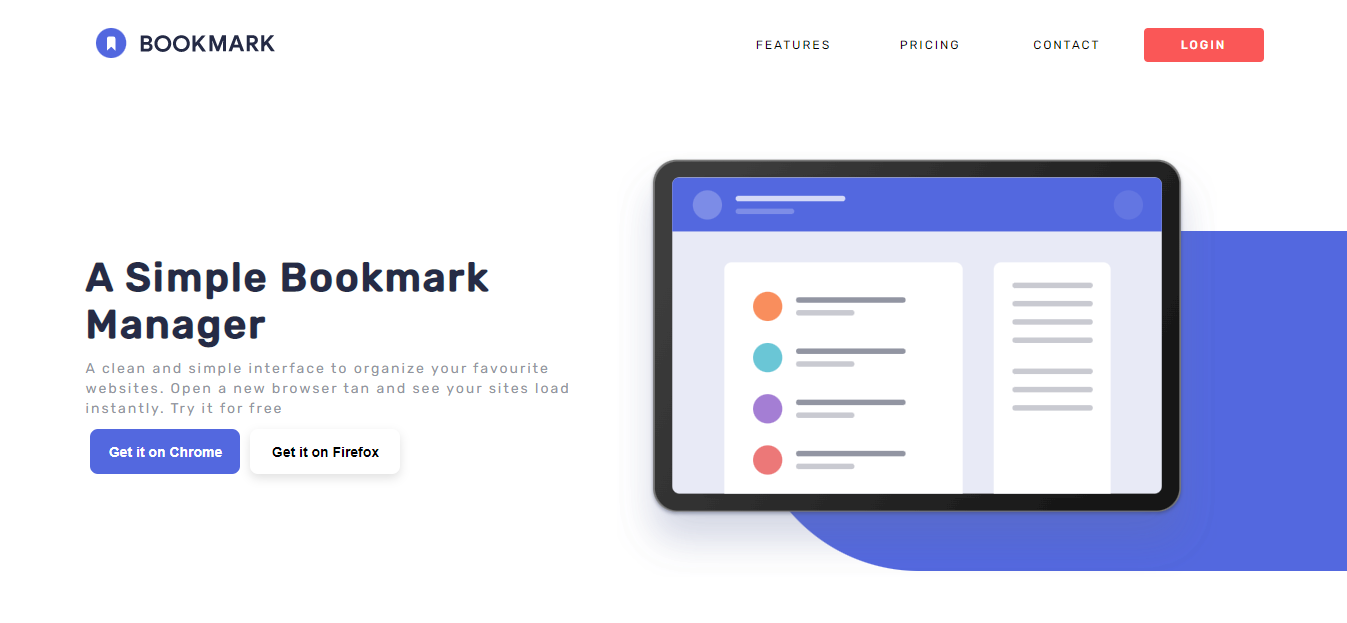 BOOKMARK
FEATURES
PRICING
CONTACT
LOGIN
A Simple Bookmark
Manager
A clean and simple interface to organize your favourite
websites. Open a new browser tan and see your sites load
instantly. Try it for free
Get it on Chrome
Get it on Firefox